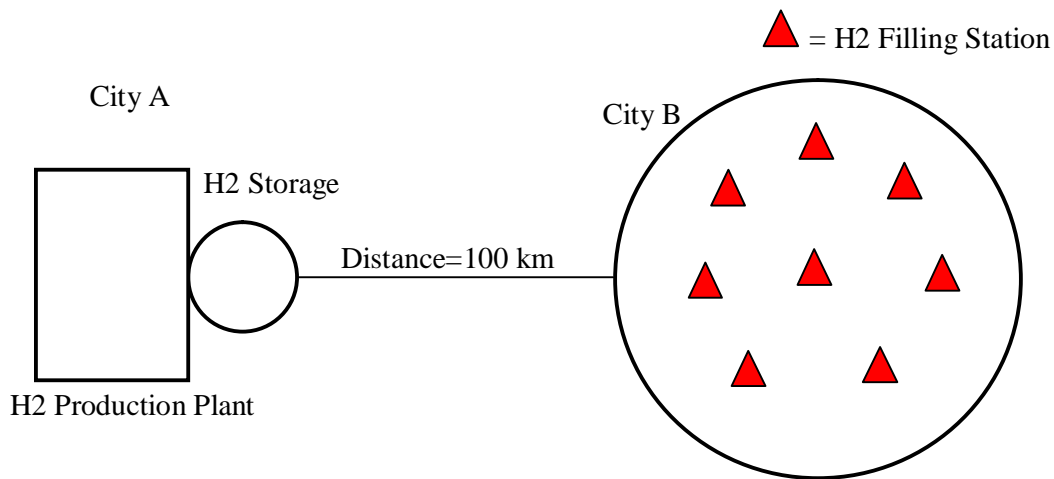 = H2 Filling Station
City A
City B
H2 Storage
Distance=100 km
H2 Production Plant